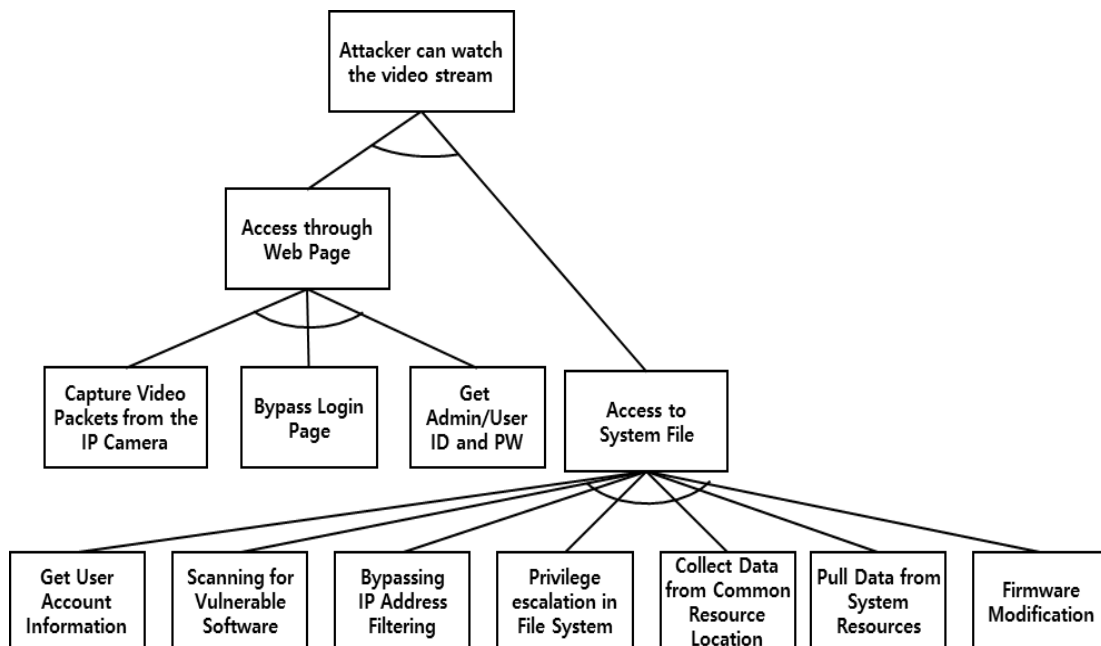 Attacker can watch
the video stream
Access through
Web Page
Capture Video
Packets from the
IP Camera
Bypass Login
Page
Get
Admin/User
ID and PW
Access to
System File
Get User
Account
Information
Scanning for
Vulnerable
Software
Bypassing
IP Address
Filtering
Privilege
escalation in
File System
Collect Data
from Common
Resource
Location
Pull Data from
System
Resources
Firmware
Modification